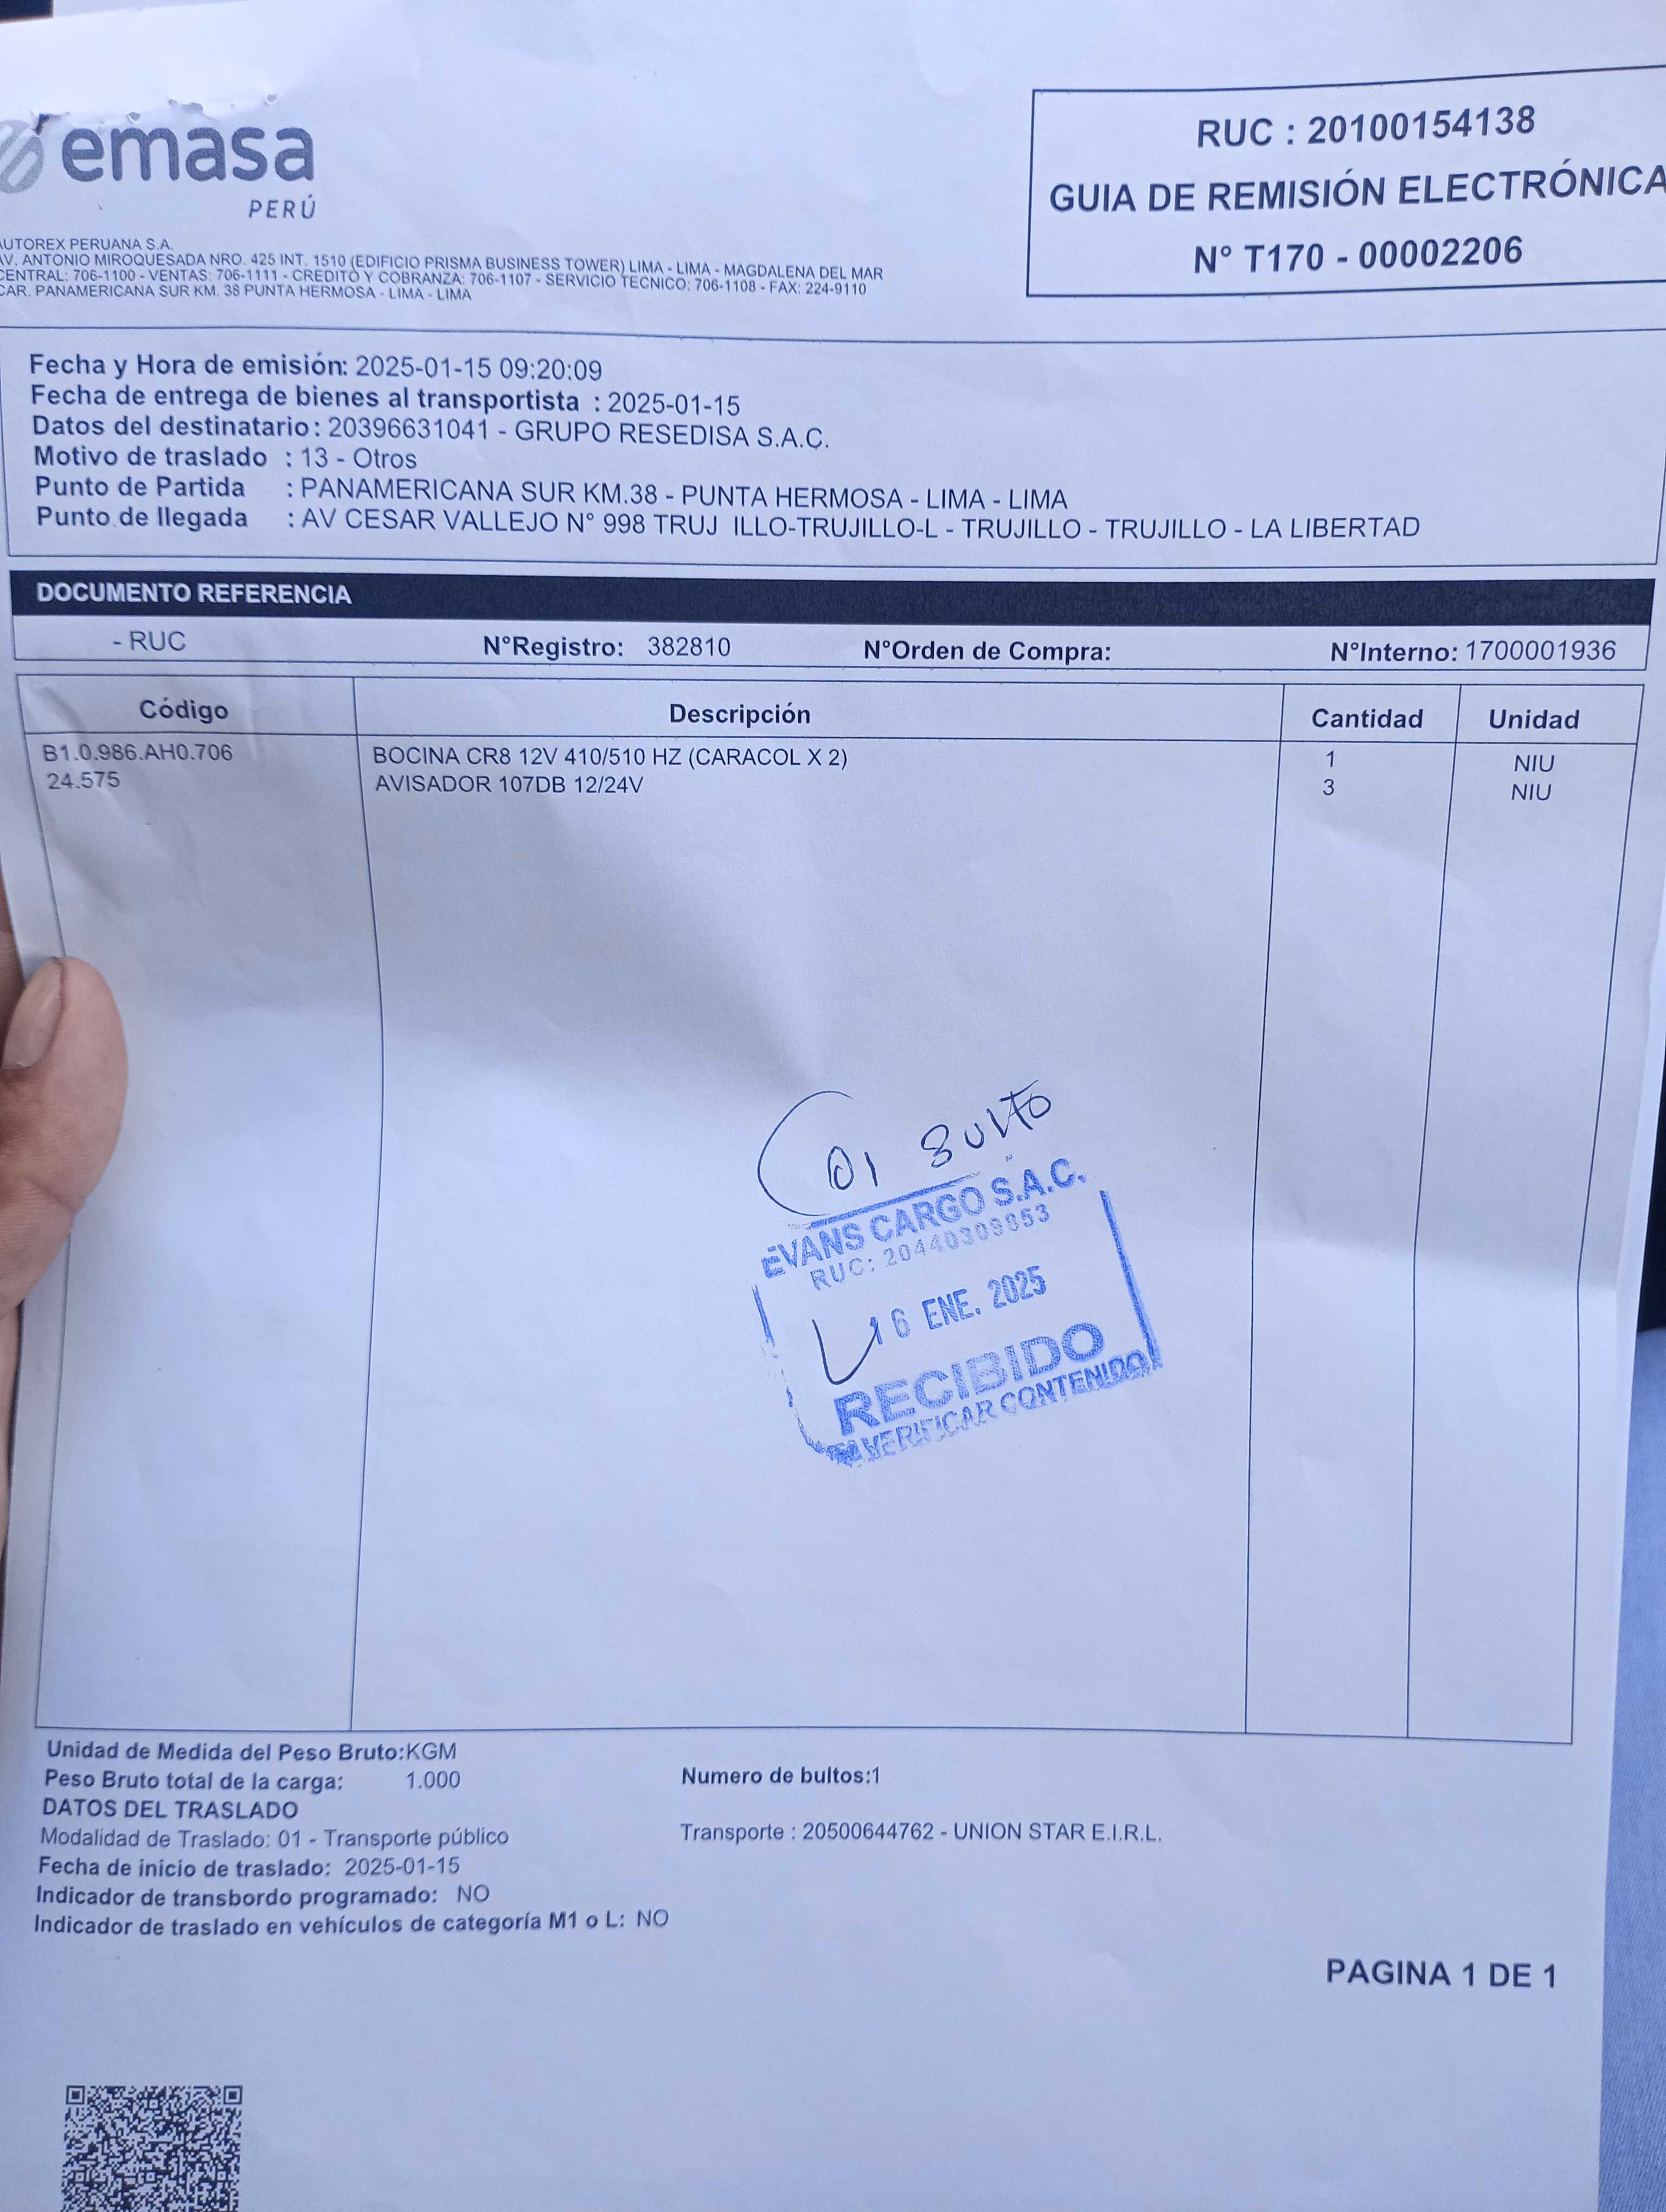 emasa
PERÚ
RUC : 20100154138
GUIA DE REMISIÓN ELECTRÓNICA
N° T170 - 00002206
AUTOREX PERUANA S.A.
AV. ANTONIO MIROQUESADA NRO. 425 INT. 1510 (EDIFICIO PRISMA BUSINESS TOWER) LIMA - LIMA - MAGDALENA DEL MAR
CENTRAL: 706-1100 - VENTAS: 706-1111 - CREDITO Y COBRANZA: 706-1107 - SERVICIO TECNICO: 706-1108 - FAX: 224-9110
CAR. PANAMERICANA SUR KM. 38 PUNTA HERMOSA - LIMA - LIMA
Fecha y Hora de emisión: 2025-01-15 09:20:09
Fecha de entrega de bienes al transportista : 2025-01-15
Datos del destinatario: 20396631041 - GRUPO RESEDISA S.A.C.
Motivo de traslado : 13 - Otros
Punto de Partida : PANAMERICANA SUR KM.38 - PUNTA HERMOSA - LIMA - LIMA
Punto de llegada : AV CESAR VALLEJO N° 998 TRUJ ILLO-TRUJILLO-L - TRUJILLO - TRUJILLO - LA LIBERTAD
DOCUMENTO REFERENCIA
- RUC N°Registro: 382810 N°Orden de Compra: N°Interno: 1700001936
Código Descripción Cantidad Unidad
B1.0.986.AH0.706 BOCINA CR8 12V 410/510 HZ (CARACOL X 2) 1 NIU
24.575 AVISADOR 107DB 12/24V 3 NIU
01 BULTO
EVANS CARGO S.A.C.
RUC: 20440309853
16 ENE. 2025
RECIBIDO
VERIFICAR CONTENIDO
Unidad de Medida del Peso Bruto:KGM
Peso Bruto total de la carga: 1.000 Numero de bultos:1
DATOS DEL TRASLADO
Modalidad de Traslado: 01 - Transporte público Transporte : 20500644762 - UNION STAR E.I.R.L.
Fecha de inicio de traslado: 2025-01-15
Indicador de transbordo programado: NO
Indicador de traslado en vehículos de categoría M1 o L: NO
PAGINA 1 DE 1